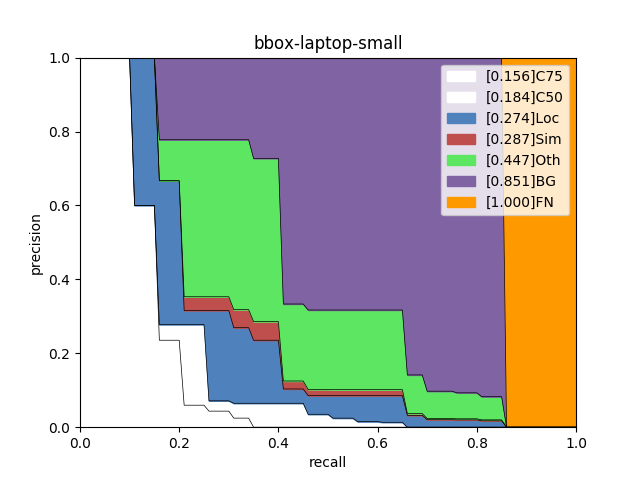 bbox-laptop-small
1.0
0.8
0.6
0.4
0.2
0.0
precision
0.0
0.2
0.4
0.6
0.8
1.0
recall
[0.156]C75
[0.184]C50
[0.274]Loc
[0.287]Sim
[0.447]Oth
[0.851]BG
[1.000]FN